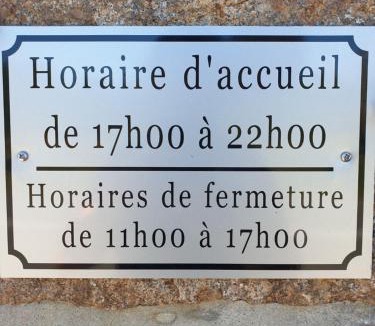 Horaire d'accueil
de 17h00 à 22h00
Horaires de fermeture
de 11h00 à 17h00